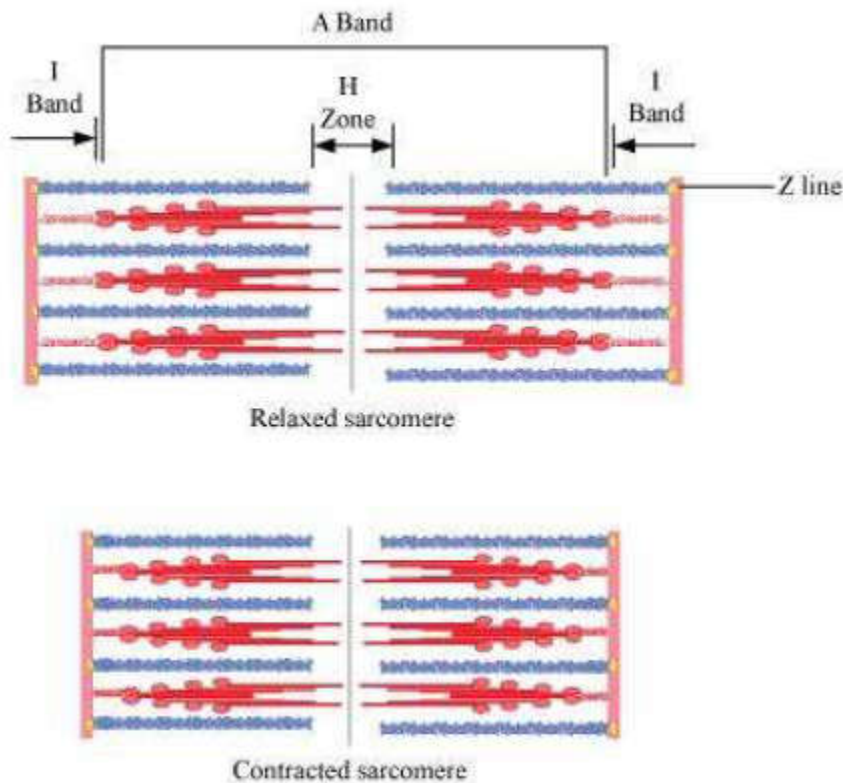 A Band
I
Band
H
Zone
I
Band
Z line
Relaxed sarcomere
Contracted sarcomere